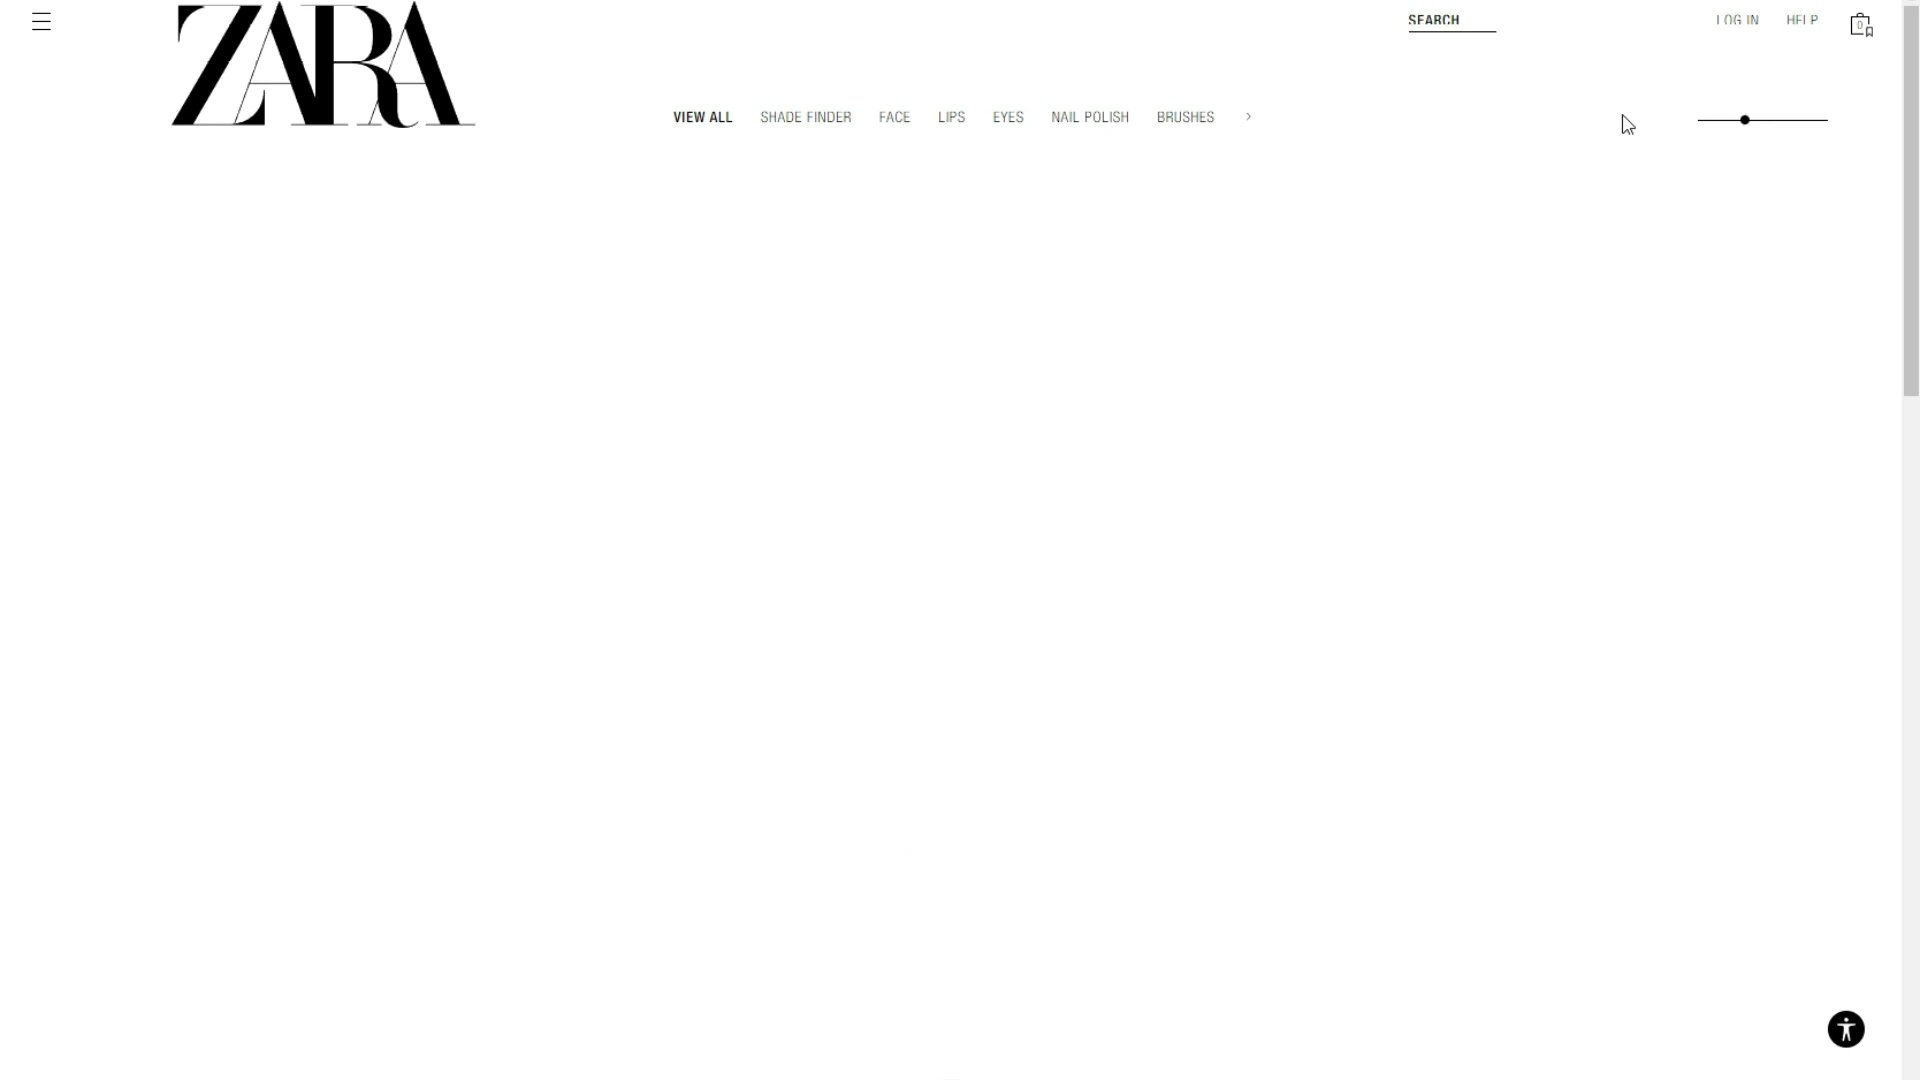 ZARA
SEARCH
LOG IN
HELP
0
VIEW ALL
SHADE FINDER
FACE
LIPS
EYES
NAIL POLISH
BRUSHES